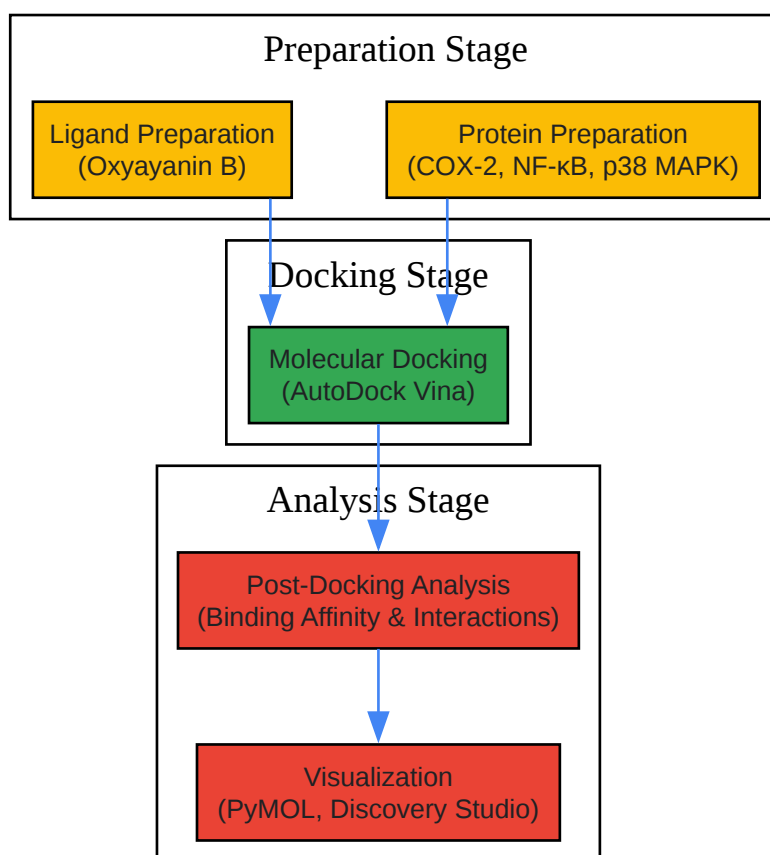 Preparation Stage
Ligand Preparation
(Oxyayanin B)
Protein Preparation
(COX-2, NF-κB, p38 MAPK)
Docking Stage
Molecular Docking
(AutoDock Vina)
Analysis Stage
Post-Docking Analysis
(Binding Affinity & Interactions)
Visualization
(PyMOL, Discovery Studio)